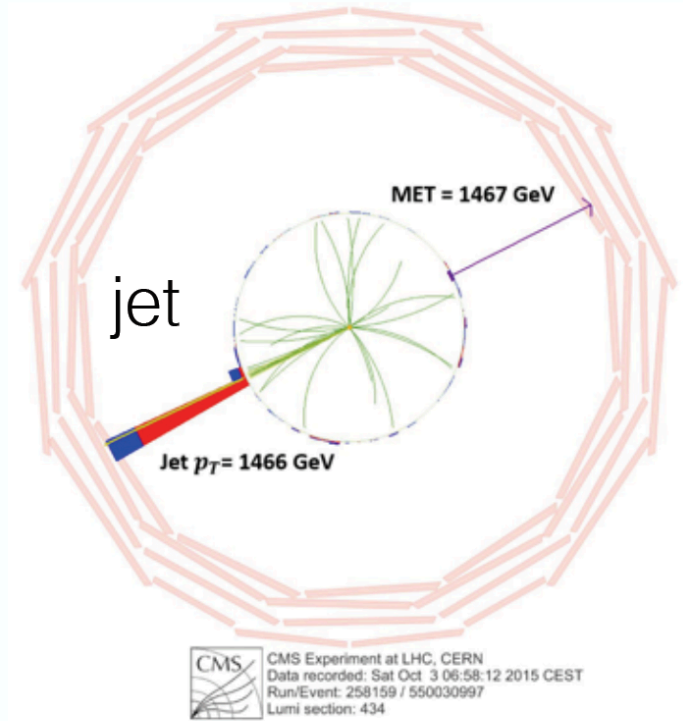 MET = 1467 GeV
jet
Jet pT= 1466 GeV
CMS
CMS Experiment at LHC, CERN
Data recorded: Sat Oct  3 06:58:12 2015 CEST
Run/Event: 258159 / 550030997
Lumi section: 434